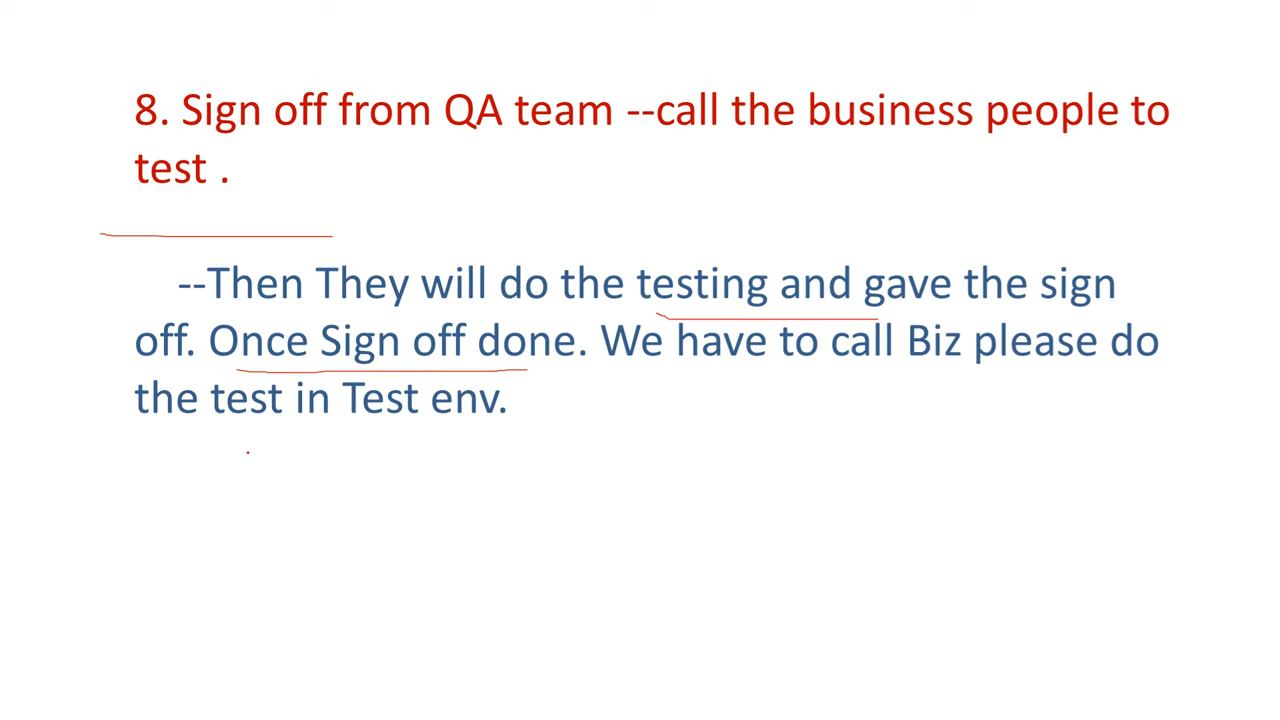 8. Sign off from QA team --call the business people to
test .
--Then They will do the testing and gave the sign
off. Once Sign off done. We have to call Biz please do
the test in Test env.